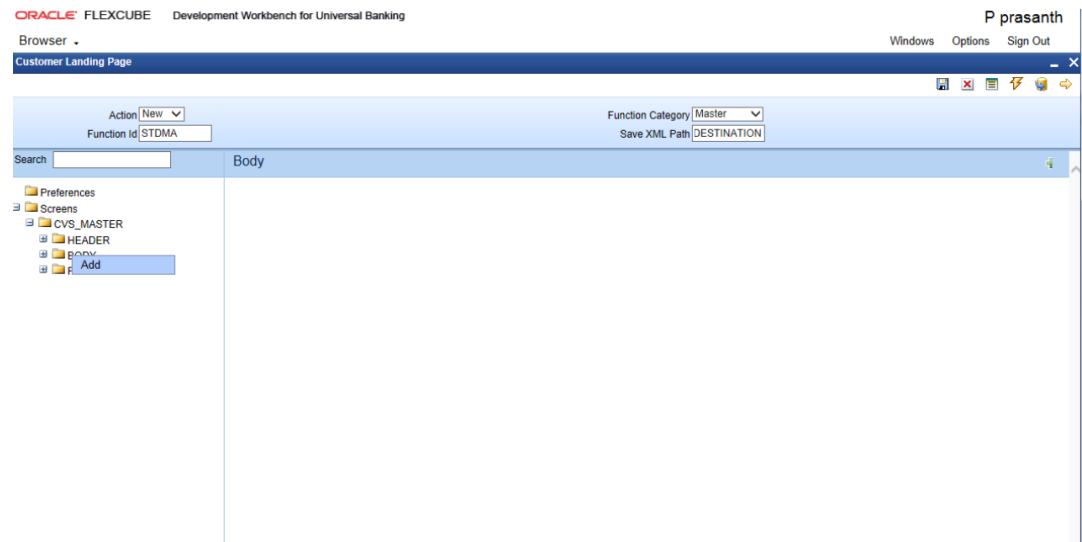 ORACLE FLEXCUBE Development Workbench for Universal Banking P prasanth
Browser Windows Options Sign Out
Customer Landing Page
Action New Function Category Master
Function Id STDMA Save XML Path DESTINATION
Search Body
Preferences
Screens
CVS_MASTER
HEADER
BODY
Add